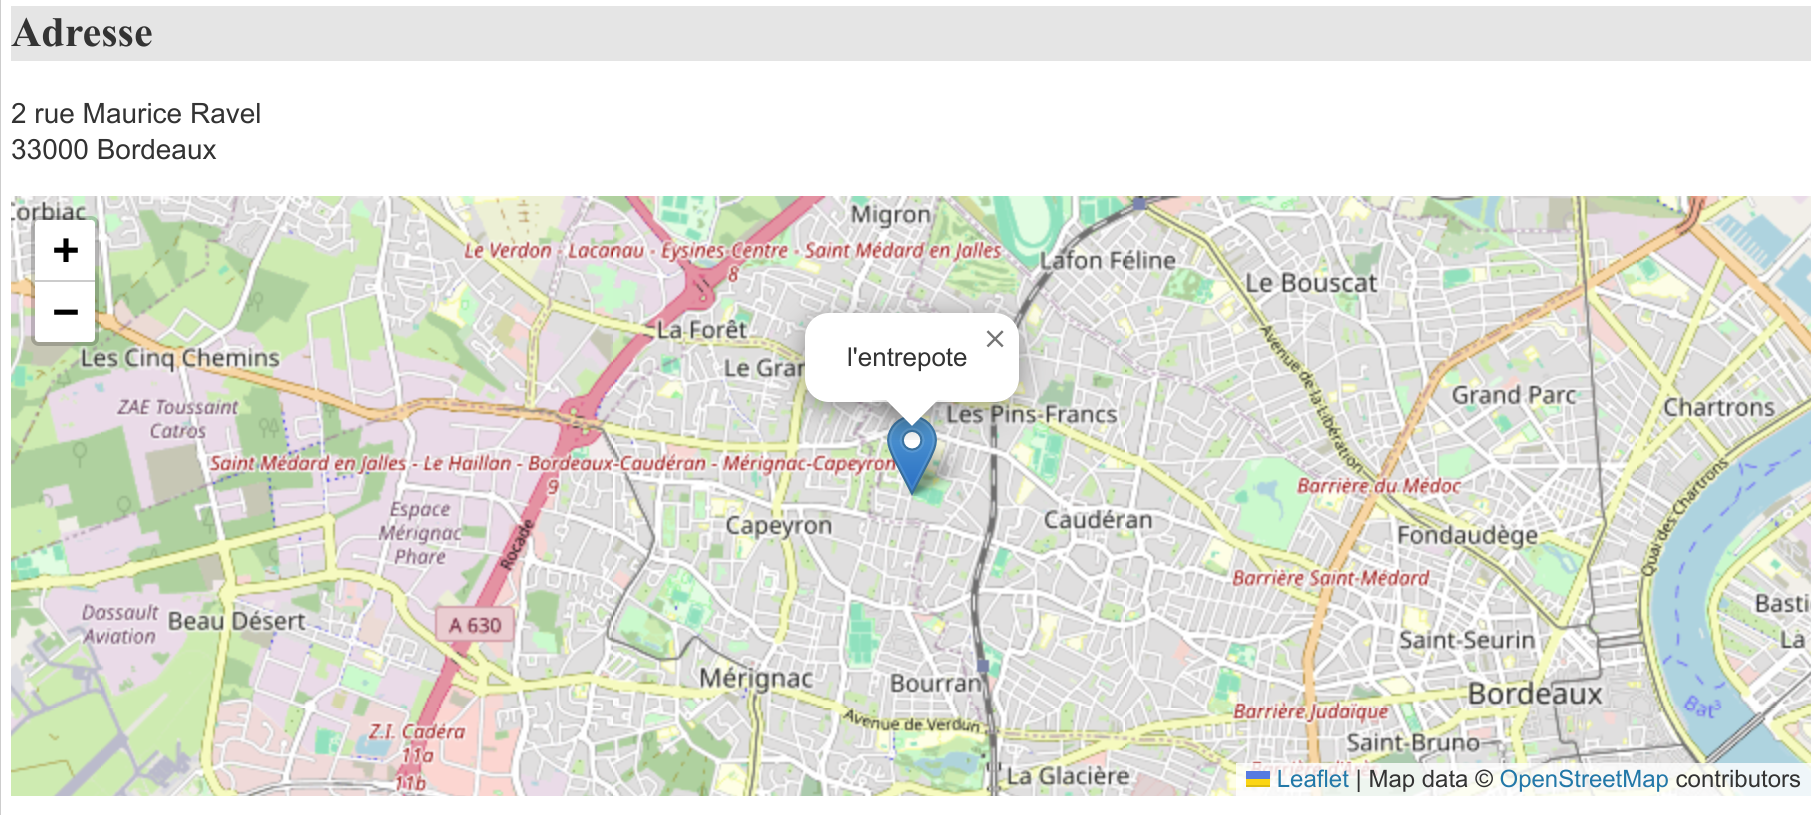 Adresse
2 rue Maurice Ravel
33000 Bordeaux
+
−
Migron
Le Verdon - Lacanau - Eysines-Centre - Saint Médard en Jalles
8
Lafon Féline
Le Bouscat
La Forêt
Les Cinq Chemins
Le Gran
l'entrepote
×
Avenue de la Libération
Grand Parc
Chartrons
ZAE Toussaint
Catros
Les Pins-Francs
Saint Médard en Jalles - Le Haillan - Bordeaux-Caudéran - Mérignac-Capeyron
9
Barrière du Médoc
Quai des Chartrons
Espace
Mérignac
Phare
Capeyron
Caudéran
Fondaudège
Rocade
Barrière Saint-Médard
Dassault
Aviation
Beau Désert
A 630
Basti
La
Saint-Seurin
Mérignac
Bourran
Bordeaux
Bat³
Avenue de Verdun
Barrière Judaïque
Z.I. Cadéra
11a
11b
Saint-Bruno
La Glacière
Leaflet | Map data © OpenStreetMap contributors